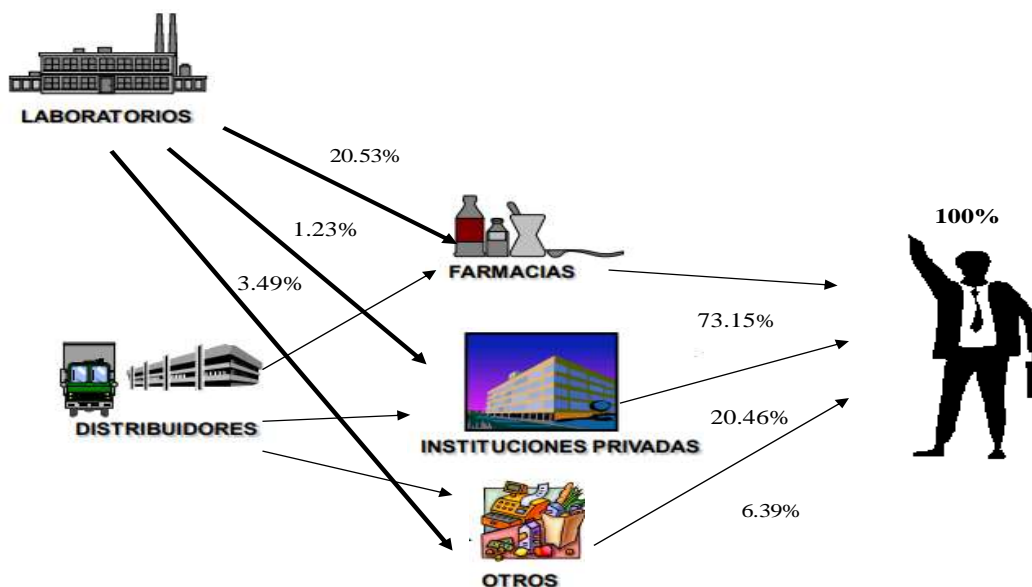 LABORATORIOS
20.53%
1.23%
3.49%
FARMACIAS
100%
73.15%
DISTRIBUIDORES
INSTITUCIONES PRIVADAS
20.46%
6.39%
OTROS